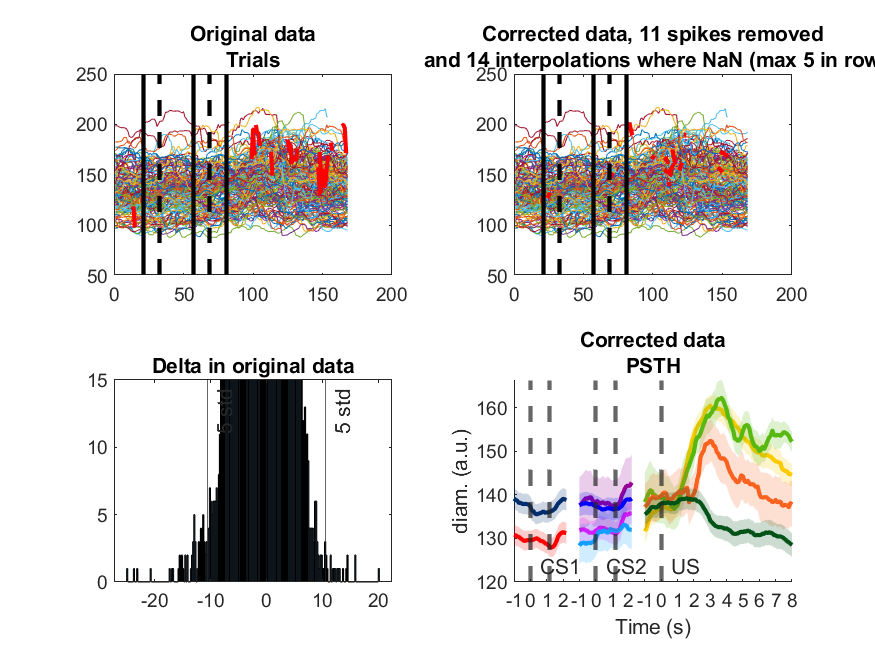 Original data
Trials
250
200
150
100
50
0 50 100 150 200
Corrected data, 11 spikes removed
and 14 interpolations where NaN (max 5 in row
250
200
150
100
50
0 50 100 150 200
Delta in original data
15
10
5
0
-20 -10 0 10 20
5 std
5 std
Corrected data
PSTH
160
150
140
130
120
diam. (a.u.)
CS1 CS2 US
-1 0 1 2 -1 0 1 2 -1 0 1 2 3 4 5 6 7 8
Time (s)